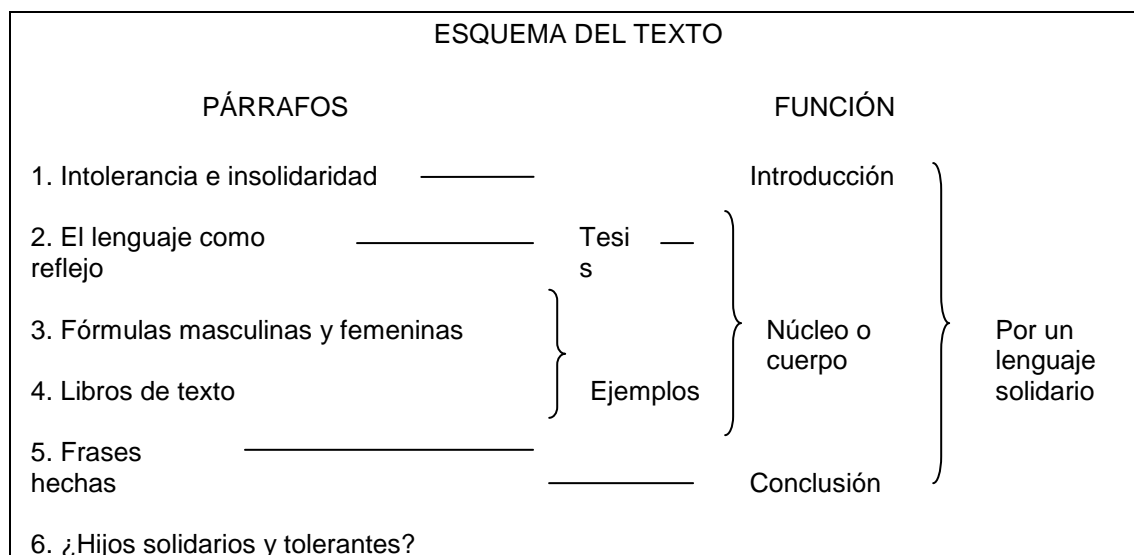 ESQUEMA DEL TEXTO
PÁRRAFOS FUNCIÓN
1. Intolerancia e insolidaridad Introducción
2. El lenguaje como Tesi
reflejo s
3. Fórmulas masculinas y femeninas Núcleo o Por un
cuerpo lenguaje
4. Libros de texto Ejemplos solidario
5. Frases
hechas Conclusión
6. ¿Hijos solidarios y tolerantes?